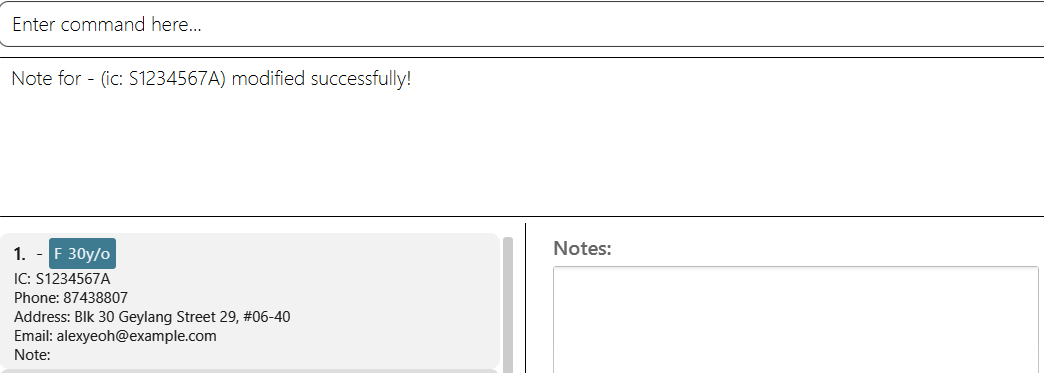 Enter command here...
Note for - (ic: S1234567A) modified successfully!
1. - F 30y/o
IC: S1234567A
Phone: 87438807
Address: Blk 30 Geylang Street 29, #06-40
Email: alexyeoh@example.com
Note:
Notes: